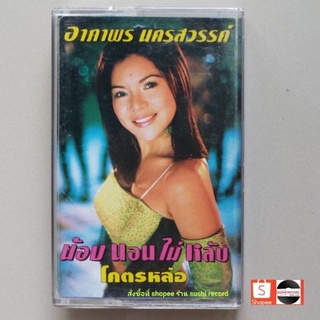 อาภาพร นครสวรรค์
น้อมนอนไม่หลับ
โคตรหล่อ
สั่งซื้อที่ shopee ร้าน sushi record
Shopee